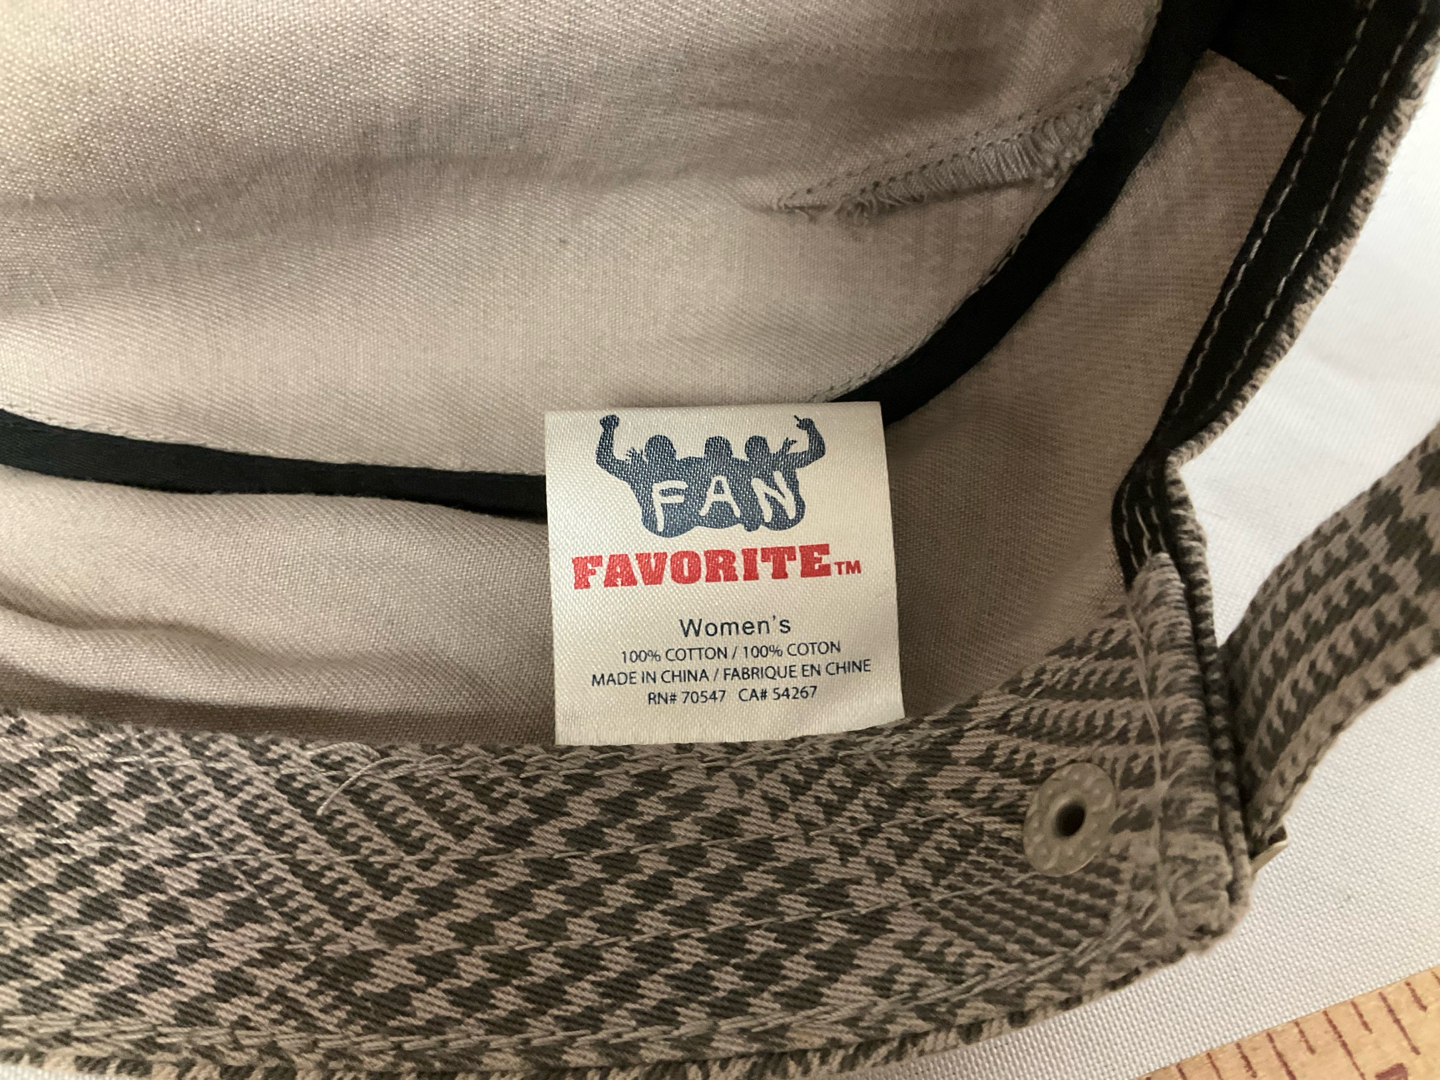 FAN
FAVORITE™
Women's
100% COTTON / 100% COTON
MADE IN CHINA / FABRIQUE EN CHINE
RN# 70547 CA# 54267